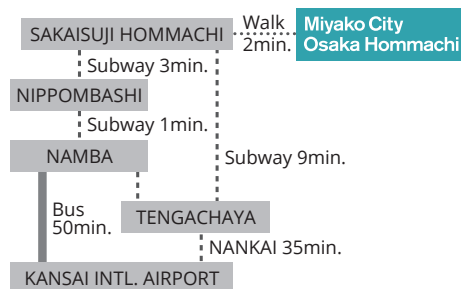 SAKAISUJI HOMMACHI
Walk
2min.
Miyako City
Osaka Hommachi
Subway 3min.
NIPPOMBASHI
Subway 1min.
NAMBA
Subway 9min.
Bus
50min.
TENGACHAYA
NANKAI 35min.
KANSAI INTL. AIRPORT